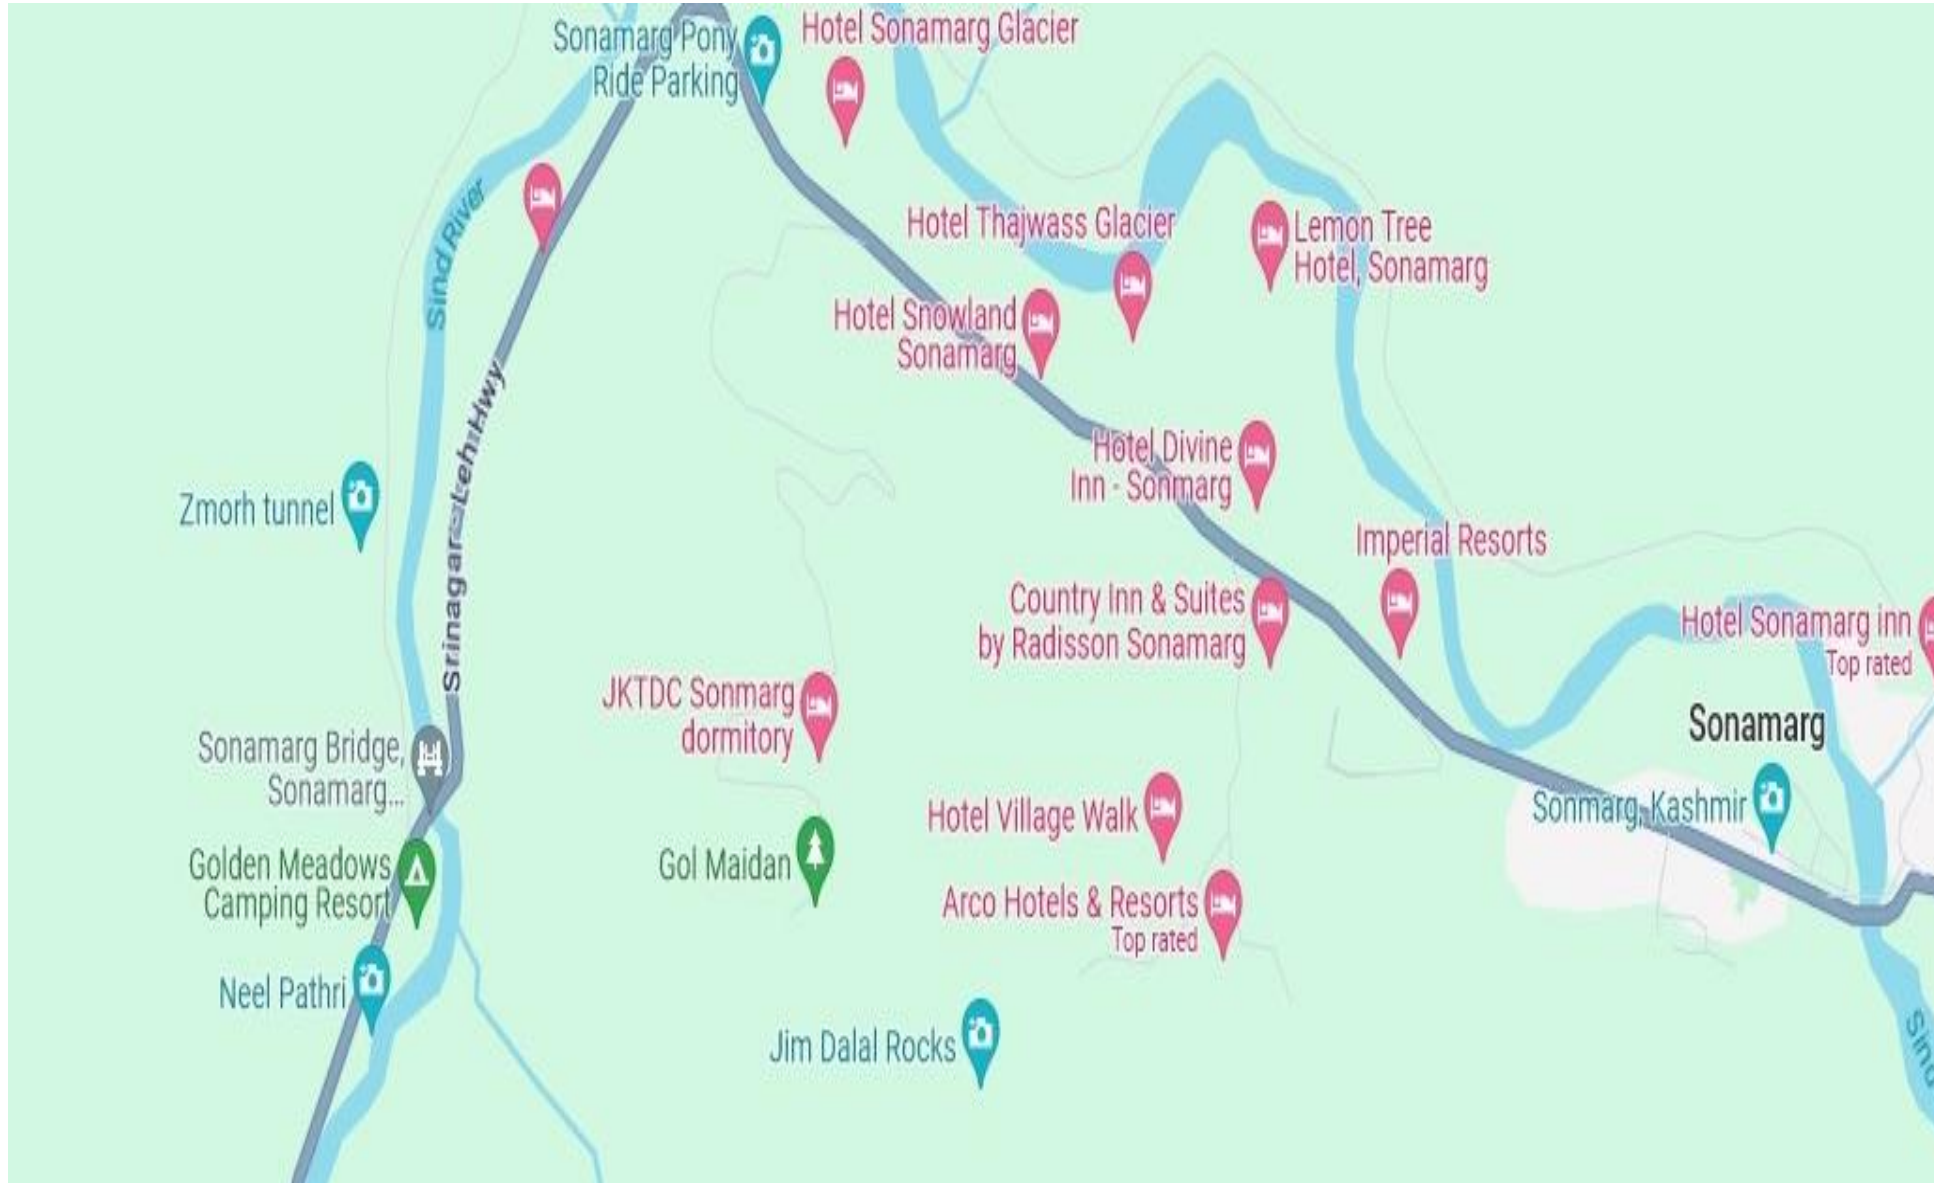 Sonamarg Pony
Ride Parking
Hotel Sonamarg Glacier
Sind River
Hotel Thajwass Glacier
Lemon Tree
Hotel, Sonamarg
Hotel Snowland
Sonamarg
Srinagar-Leh Hwy
Hotel Divine
Inn - Sonmarg
Zmorh tunnel
Imperial Resorts
Country Inn & Suites
by Radisson Sonamarg
Hotel Sonamarg inn
Top rated
JKTDC Sonmarg
dormitory
Sonamarg
Sonamarg Bridge,
Sonamarg...
Hotel Village Walk
Sonmarg, Kashmir
Golden Meadows
Camping Resort
Gol Maidan
Arco Hotels & Resorts
Top rated
Neel Pathri
Jim Dalal Rocks
Sind